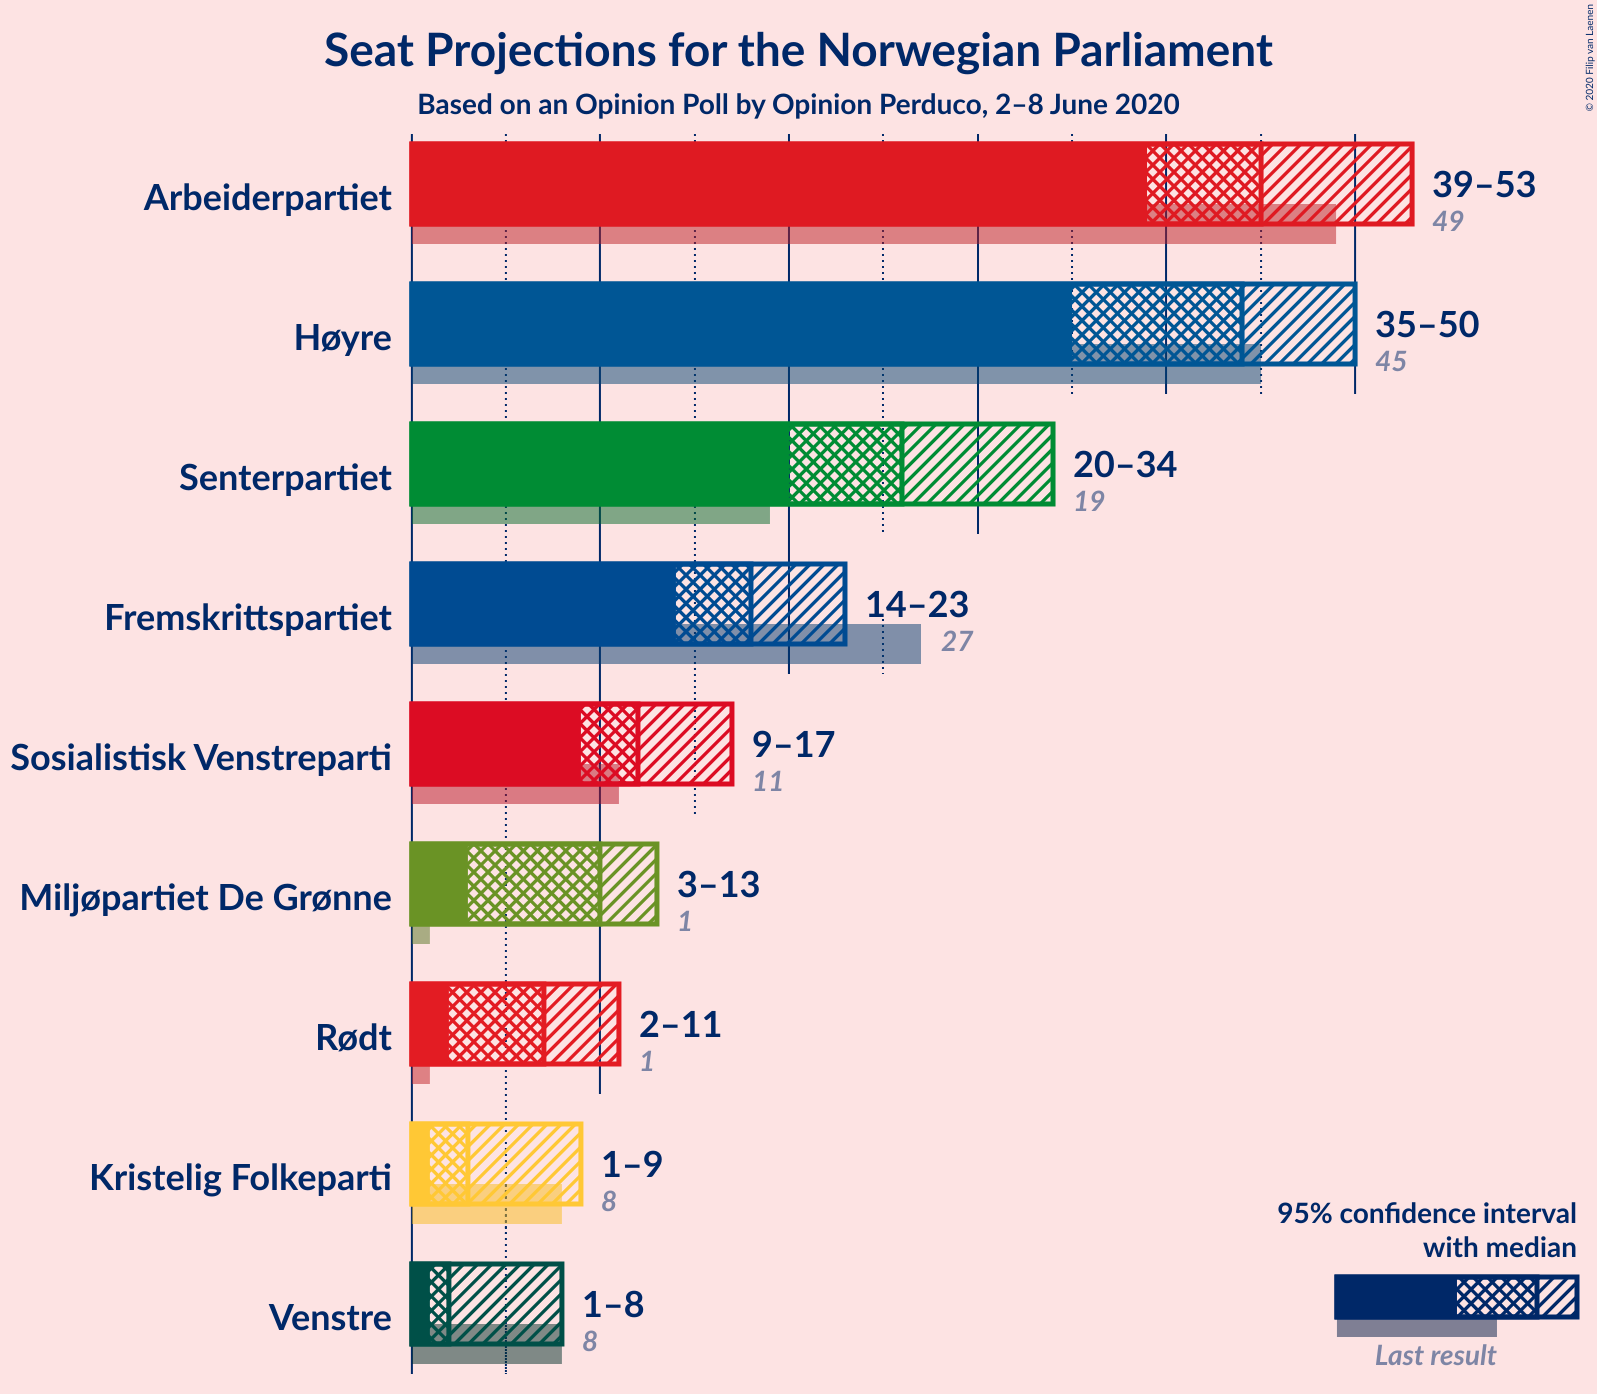 Seat Projections for the Norwegian Parliament
Based on an Opinion Poll by Opinion Perduco, 2–8 June 2020
© 2020 Filip van Laenen
Arbeiderpartiet
39–53
49
Høyre
35–50
45
Senterpartiet
20–34
19
Fremskrittspartiet
14–23
27
Sosialistisk Venstreparti
9–17
11
Miljøpartiet De Grønne
3–13
1
Rødt
2–11
1
Kristelig Folkeparti
1–9
8
Venstre
1–8
8
95% confidence interval
with median
Last result